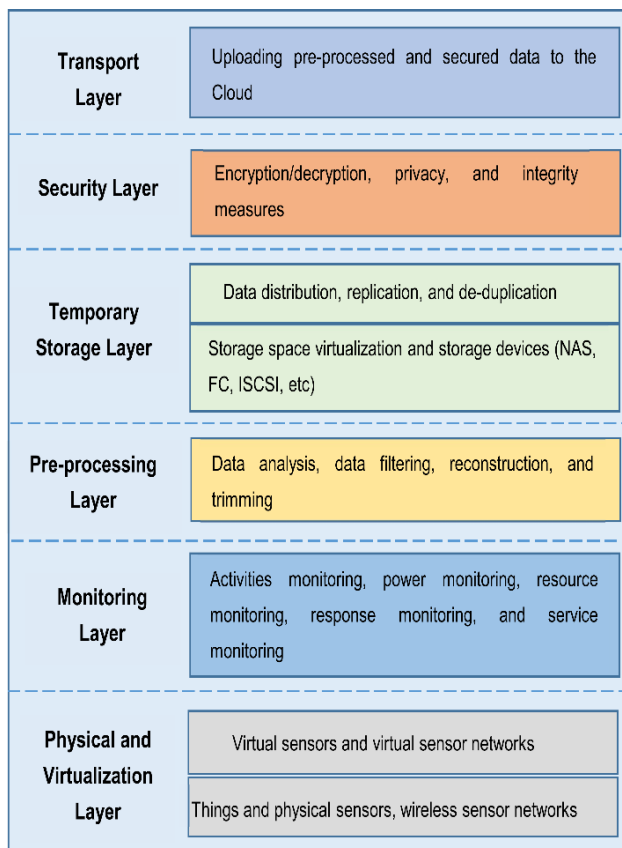 Transport
Layer
Uploading pre-processed and secured data to the
Cloud
Security Layer
Encryption/decryption, privacy, and integrity
measures
Temporary
Storage Layer
Data distribution, replication, and de-duplication
Storage space virtualization and storage devices (NAS,
FC, ISCSI, etc)
Pre-processing
Layer
Data analysis, data filtering, reconstruction, and
trimming
Monitoring
Layer
Activities monitoring, power monitoring, resource
monitoring, response monitoring, and service
monitoring
Physical and
Virtualization
Layer
Virtual sensors and virtual sensor networks
Things and physical sensors, wireless sensor networks